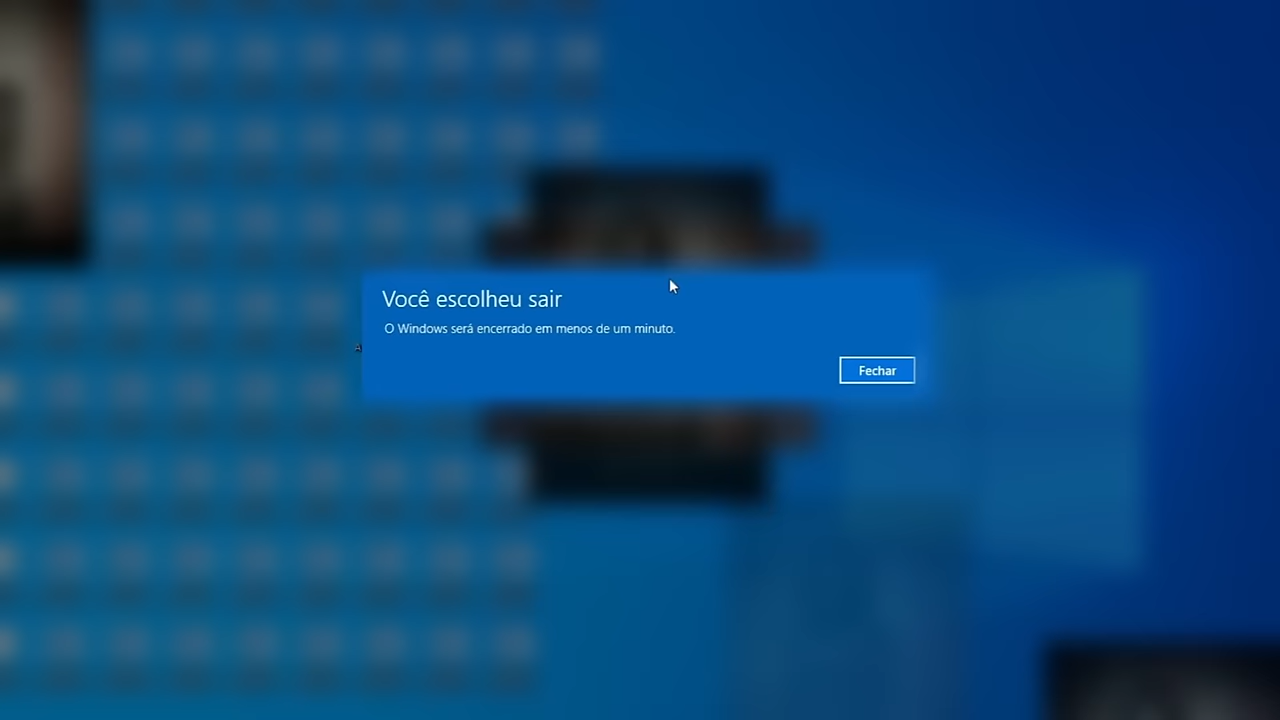 Você escolheu sair
O Windows será encerrado em menos de um minuto.
Fechar